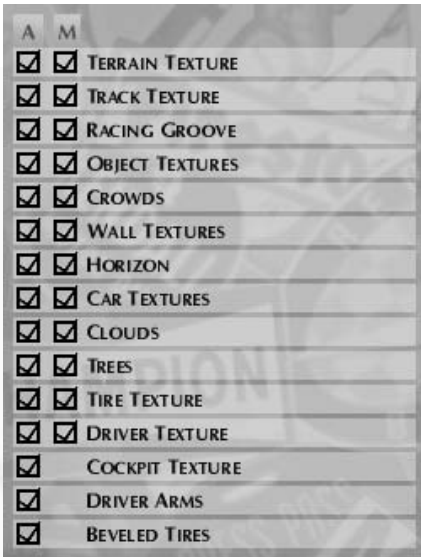 A M
Terrain Texture
Track Texture
Racing Groove
Object Textures
Crowds
Wall Textures
Horizon
Car Textures
Clouds
Trees
Tire Texture
Driver Texture
Cockpit Texture
Driver Arms
Beveled Tires